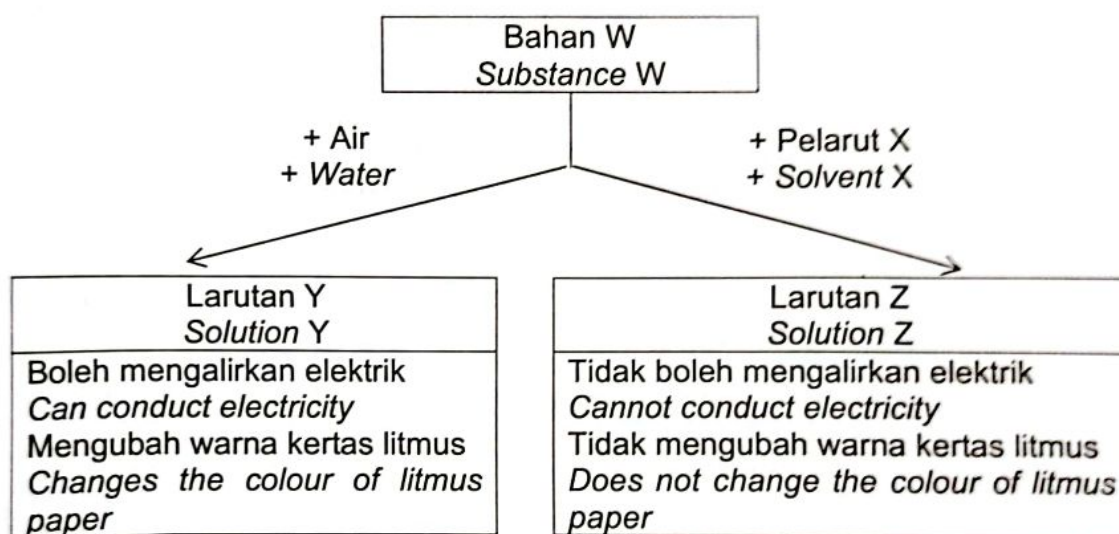 Bahan W
Substance W
+ Air
+ Water
+ Pelarut X
+ Solvent X
Larutan Y
Solution Y
Boleh mengalirkan elektrik
Can conduct electricity
Mengubah warna kertas litmus
Changes the colour of litmus
paper
Larutan Z
Solution Z
Tidak boleh mengalirkan elektrik
Cannot conduct electricity
Tidak mengubah warna kertas litmus
Does not change the colour of litmus
paper